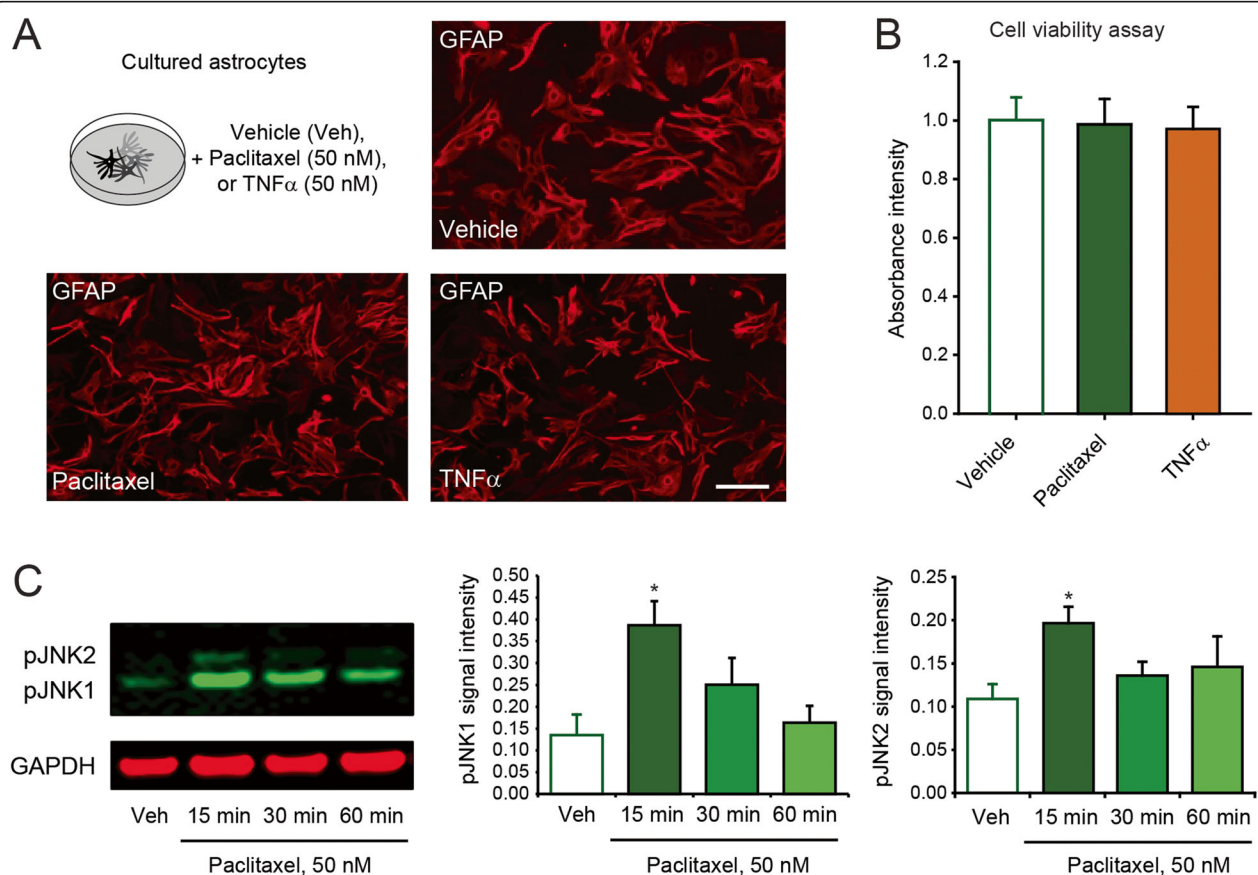 A
Cultured astrocytes
Vehicle (Veh),
+ Paclitaxel (50 nM),
or TNFα (50 nM)
GFAP
Vehicle
GFAP
Paclitaxel
GFAP
TNFα
B
Cell viability assay
Absorbance intensity
1.2
1.0
0.8
0.6
0.4
0.2
0.0
Vehicle
Paclitaxel
TNFα
C
pJNK2
pJNK1
GAPDH
Veh 15 min 30 min 60 min
Paclitaxel, 50 nM
pJNK1 signal intensity
0.50
0.45
0.40
0.35
0.30
0.25
0.20
0.15
0.10
0.05
0.00
*
Veh 15 min 30 min 60 min
Paclitaxel, 50 nM
pJNK2 signal intensity
0.25
0.20
0.15
0.10
0.05
0.00
*
Veh 15 min 30 min 60 min
Paclitaxel, 50 nM